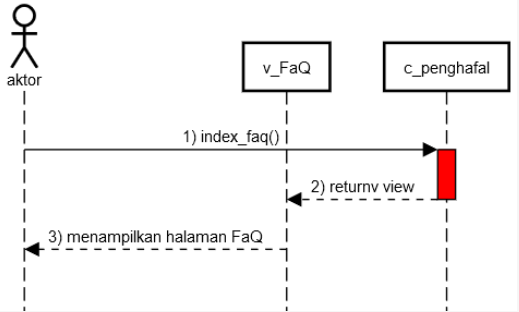 aktor
v_FaQ
c_penghafal
1) index_faq()
2) returnv view
3) menampilkan halaman FaQ